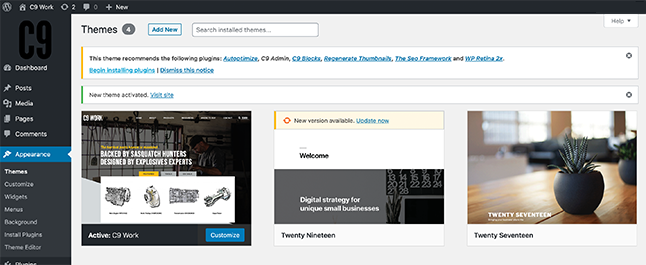 C9 Work
2
0
New
C9
Dashboard
Posts
Media
Pages
Comments
Appearance
Themes
Customize
Widgets
Menus
Background
Install Plugins
Theme Editor
Plugins
Themes 4 Add New Search installed themes...
Help
This theme recommends the following plugins: Autoptimize, C9 Admin, C9 Blocks, Regenerate Thumbnails, The Seo Framework and WP Retina 2x.
Begin installing plugins | Dismiss this notice
New theme activated. Visit site
C9 WORK
BACKED BY SASQUATCH HUNTERS
DESIGNED BY EXPLOSIVES EXPERTS
Active: C9 Work Customize
New version available. Update now
Welcome
Digital strategy for
unique small businesses
Twenty Nineteen
TWENTY SEVENTEEN
Twenty Seventeen